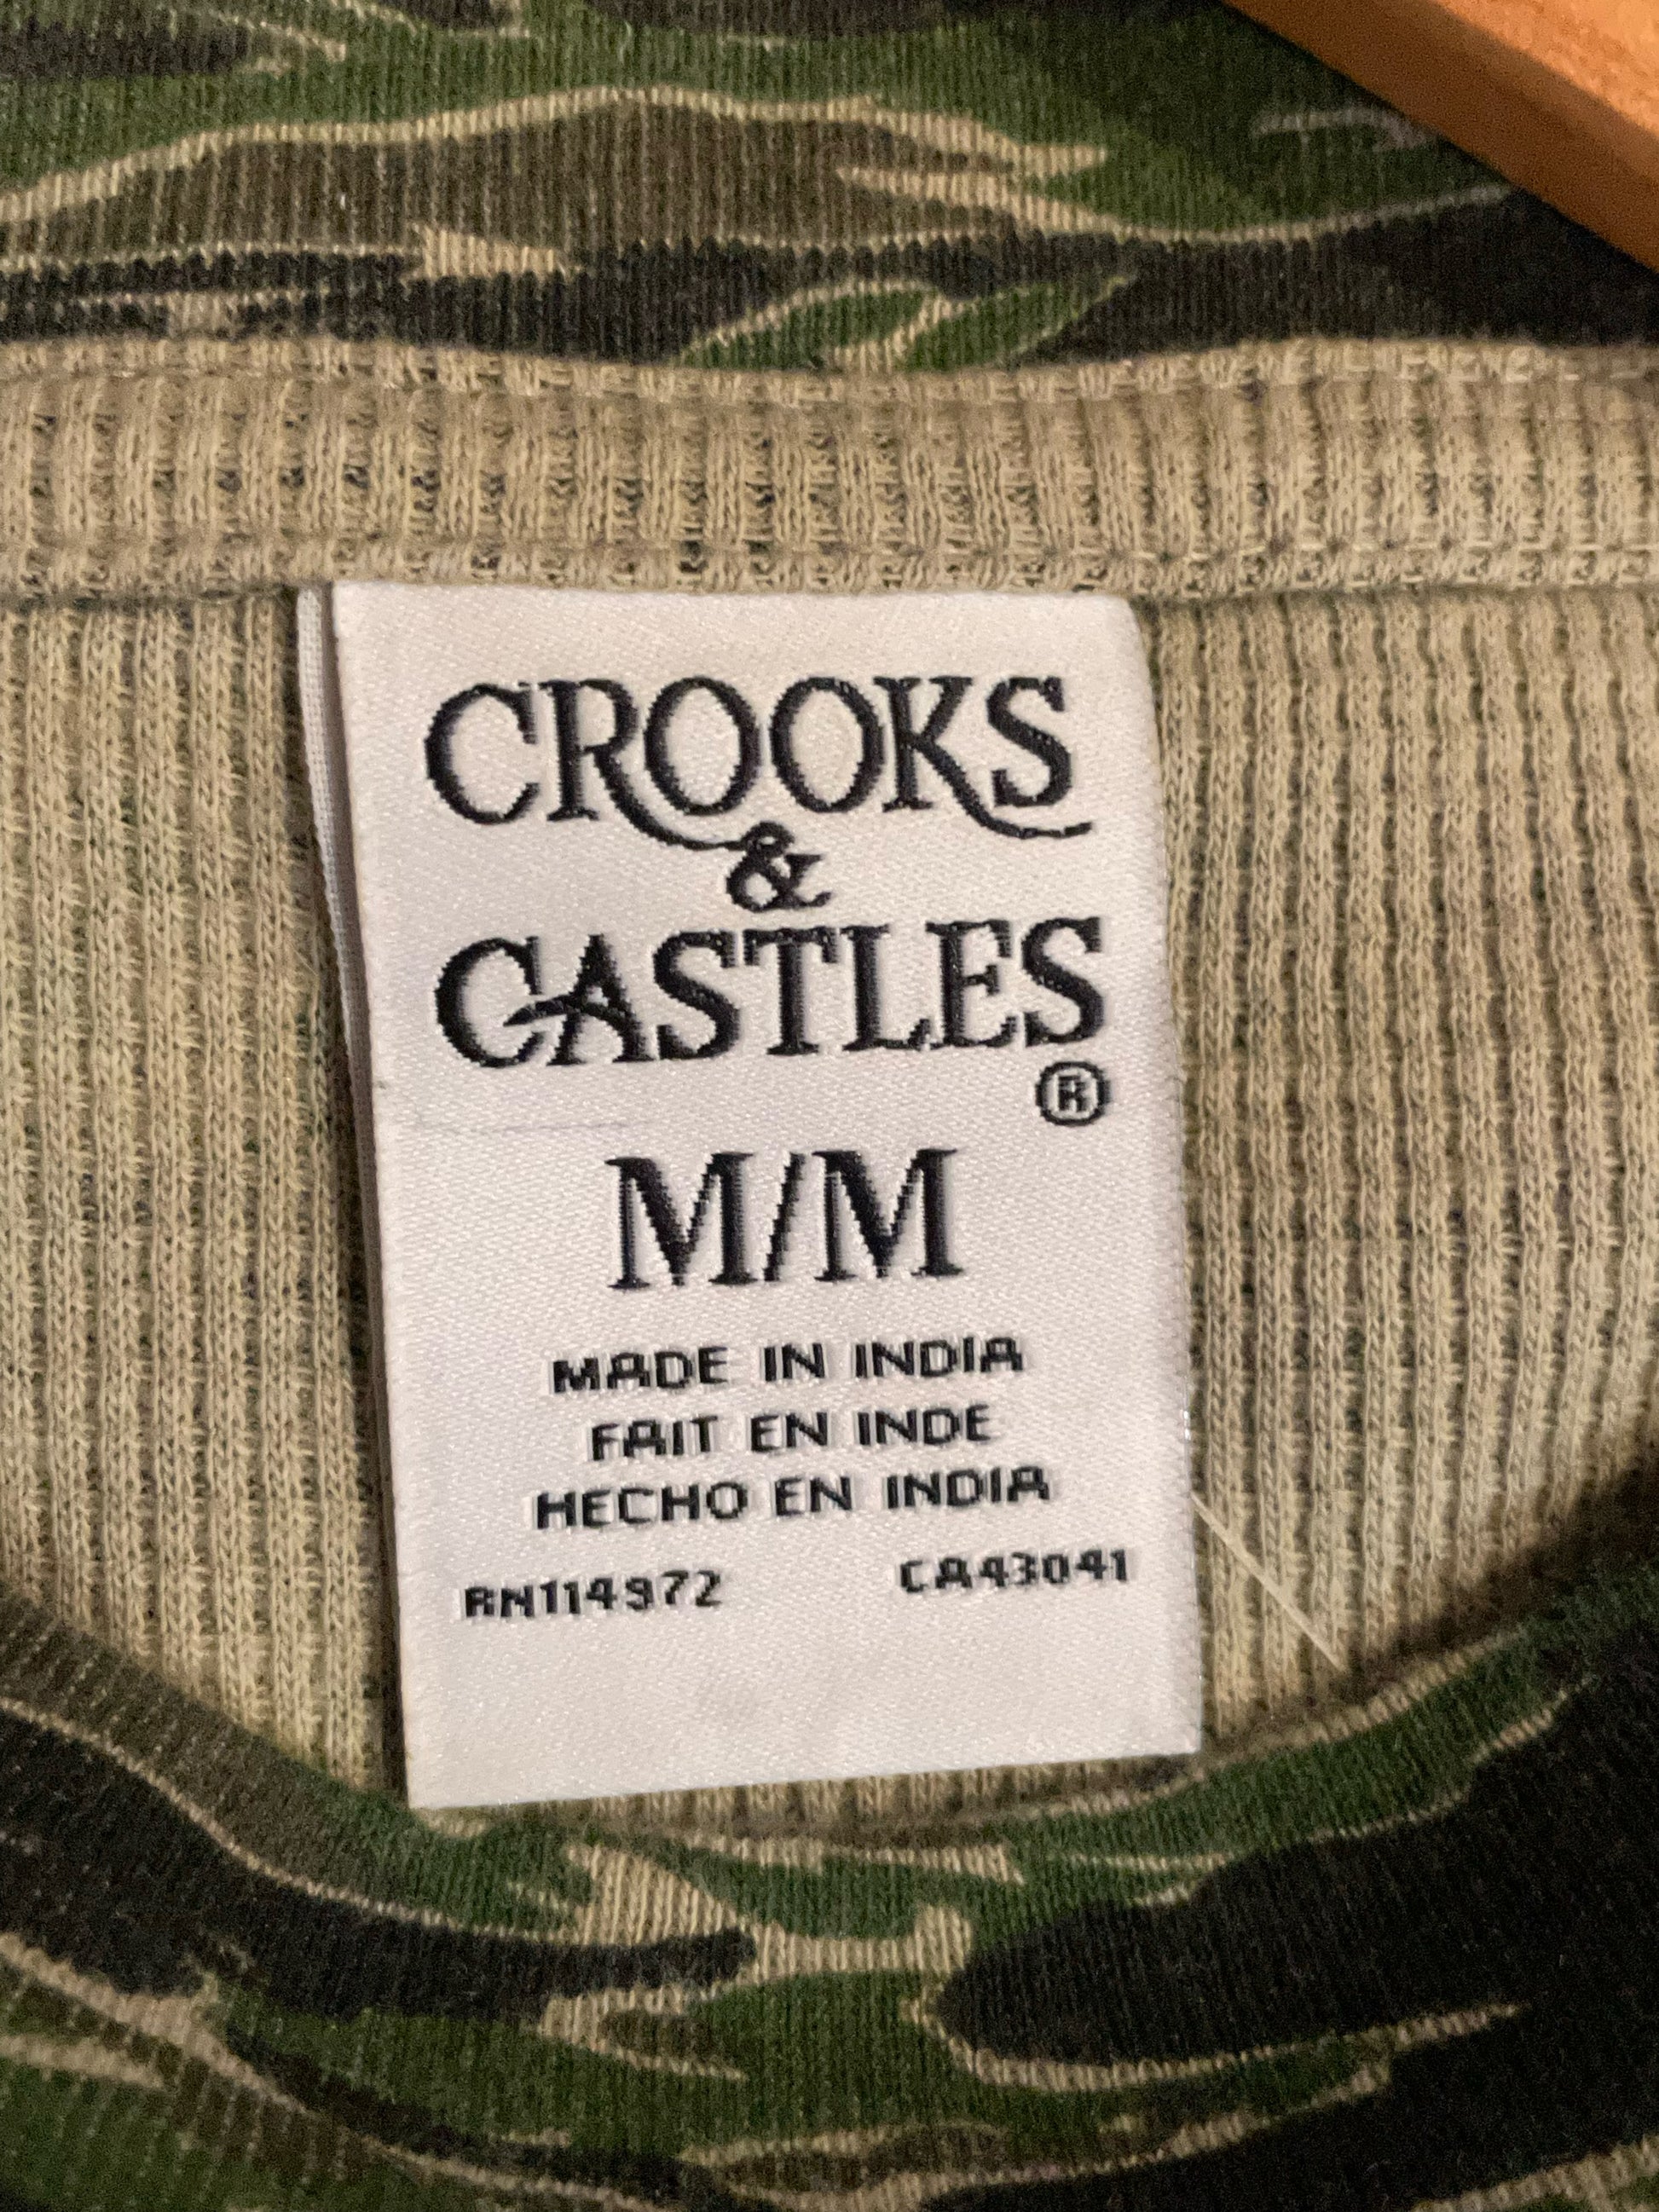 CROOKS
&
CASTLES
®
M/M
MADE IN INDIA
FAIT EN INDE
HECHO EN INDIA
RN114972 CA43041